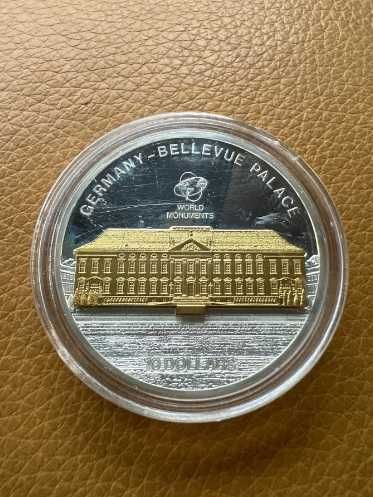 GERMANY – BELLEVUE PALACE
WORLD
MONUMENTS
10 DOLLARS